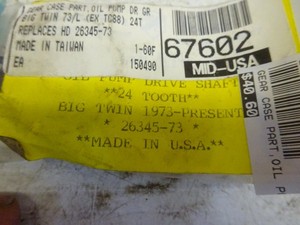 GEAR CASE PART,OIL PUMP DR GR
BIG TWIN 73/L (EX TC88) 24T
REPLACES HD 26345-73
MADE IN TAIWAN
1-60F
EA
150490
67602
MID-USA
OIL PUMP DRIVE SHAFT
**24 TOOTH**
BIG TWIN 1973-PRESENT
* 26345-73 *
**MADE IN U.S.A.**
GEAR CASE PART,OIL P
$40.60